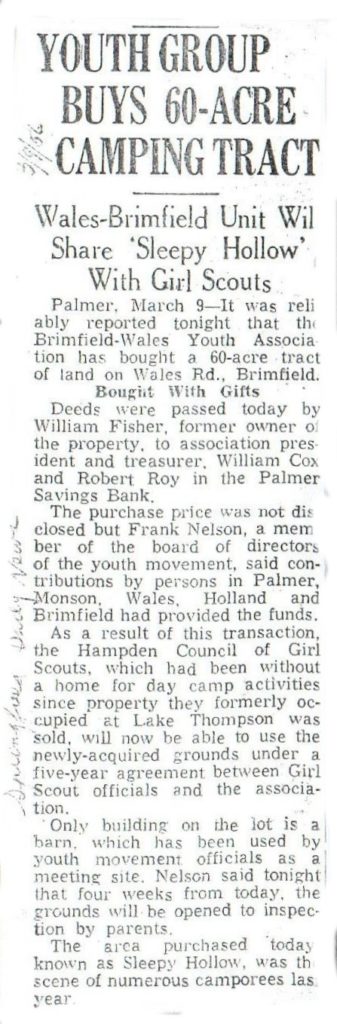 YOUTH GROUP
BUYS 60-ACRE
CAMPING TRACT
Wales-Brimfield Unit Wil
Share 'Sleepy Hollow'
With Girl Scouts
Palmer, March 9—It was reli
ably reported tonight that the
Brimfield-Wales Youth Associa
tion has bought a 60-acre tract
of land on Wales Rd., Brimfield.
Bought With Gifts
Deeds were passed today by
William Fisher, former owner of
the property, to association pres-
ident and treasurer, William Cox
and Robert Roy in the Palmer
Savings Bank.
The purchase price was not dis
closed but Frank Nelson, a mem
ber of the board of directors
of the youth movement, said con-
tributions by persons in Palmer,
Monson, Wales, Holland and
Brimfield had provided the funds.
As a result of this transaction,
the Hampden Council of Girl
Scouts, which had been without
a home for day camp activities
since property they formerly oc-
cupied at Lake Thompson was
sold, will now be able to use the
newly-acquired grounds under a
five-year agreement between Girl
Scout officials and the associa-
tion.
Only building on the lot is a
barn, which has been used by
youth movement officials as a
meeting site. Nelson said tonight
that four weeks from today, the
grounds will be opened to inspec-
tion by parents.
The area purchased today
known as Sleepy Hollow, was th
scene of numerous camporees las
year.
Springfield Daily News